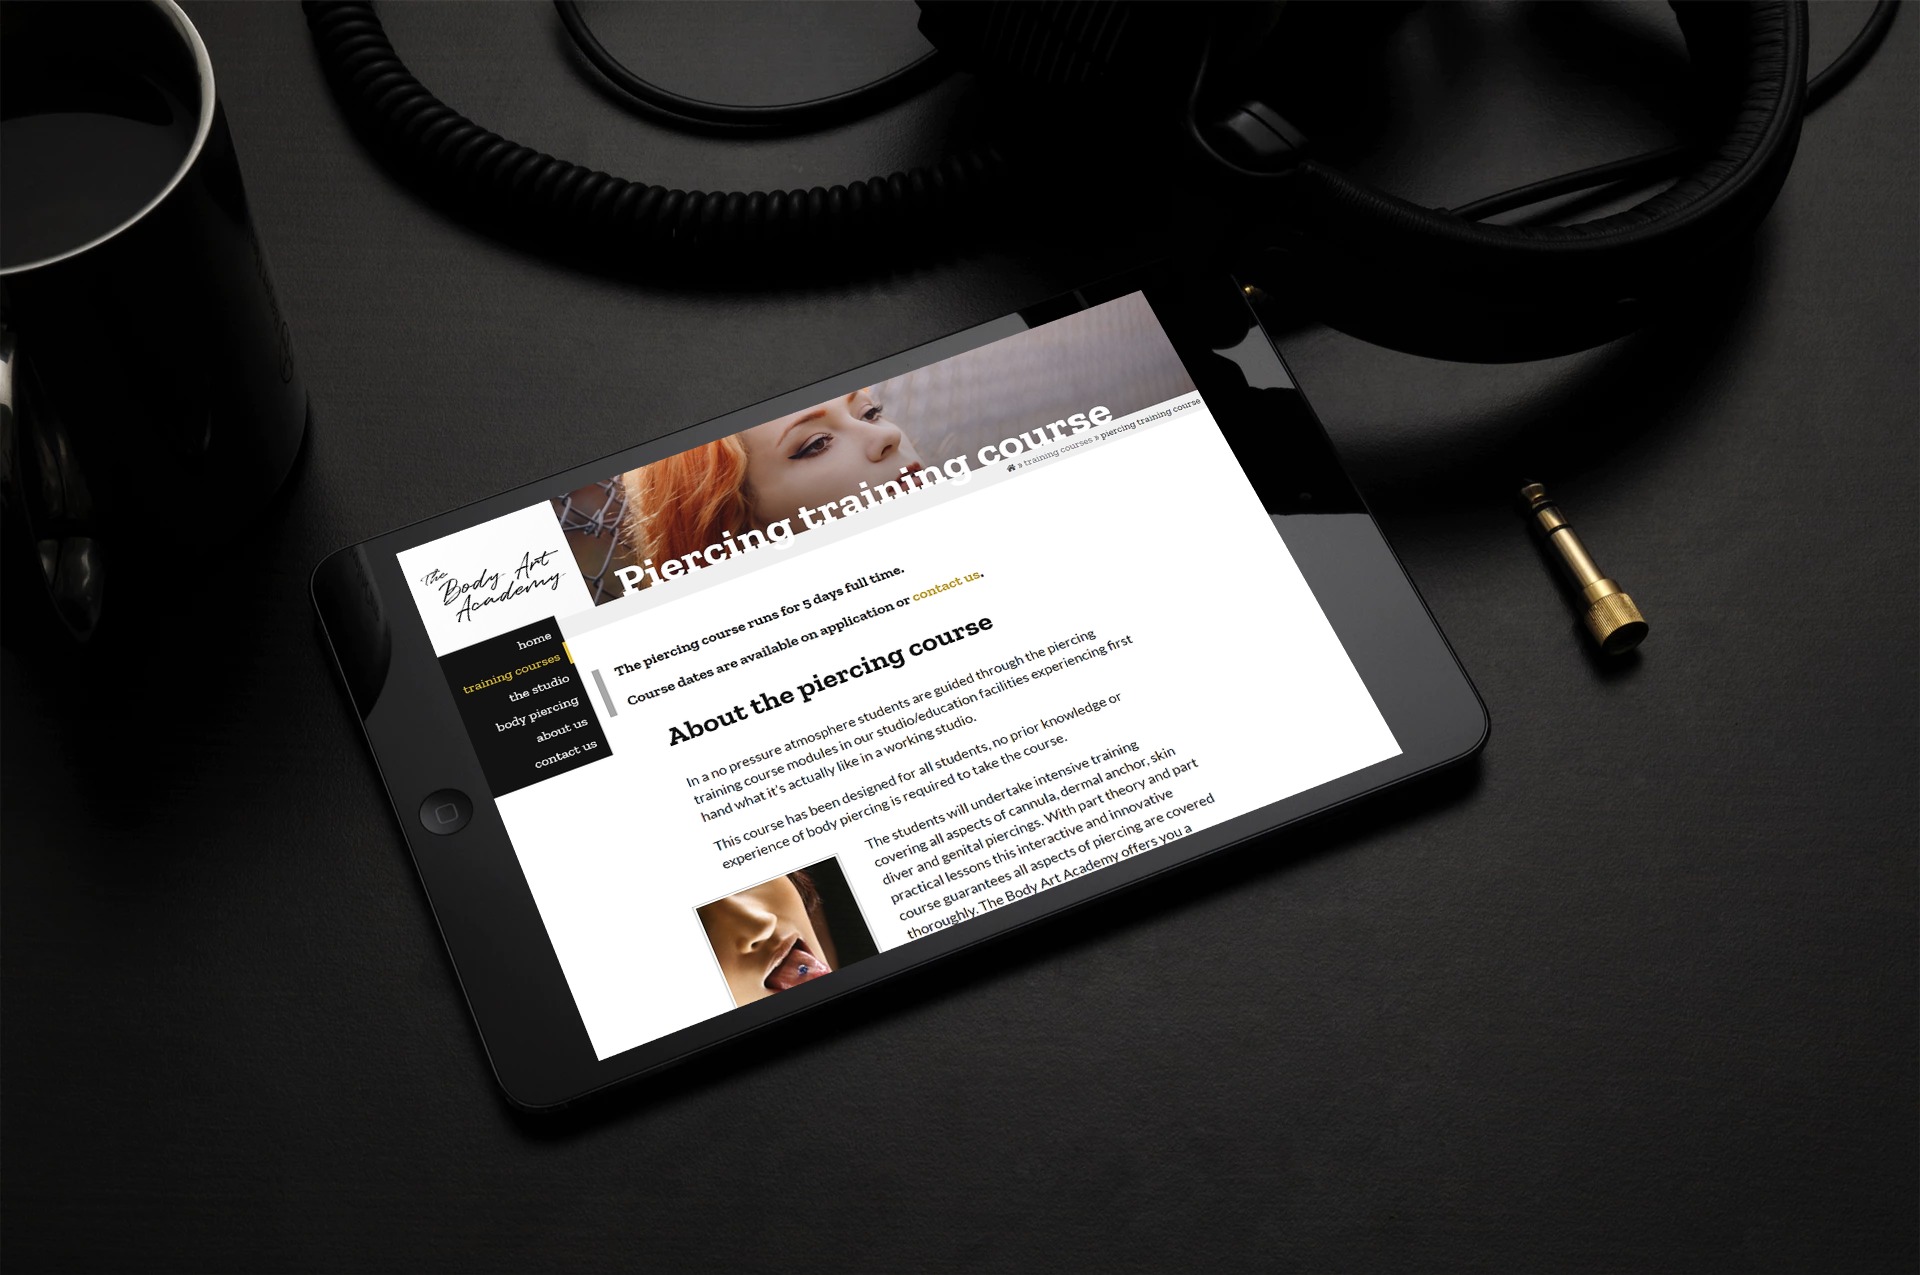 The
Body Art
Academy
home
training courses
the studio
body piercing
about us
contact us
Piercing training course
» training courses » piercing training course
The piercing course runs for 5 days full time.
Course dates are available on application or contact us.
About the piercing course
In a no pressure atmosphere students are guided through the piercing
training course modules in our studio/education facilities experiencing first
hand what it's actually like in a working studio.
This course has been designed for all students, no prior knowledge or
experience of body piercing is required to take the course.
The students will undertake intensive training
covering all aspects of cannula, dermal anchor, skin
diver and genital piercings. With part theory and part
practical lessons this interactive and innovative
course guarantees all aspects of piercing are covered
thoroughly. The Body Art Academy offers you a